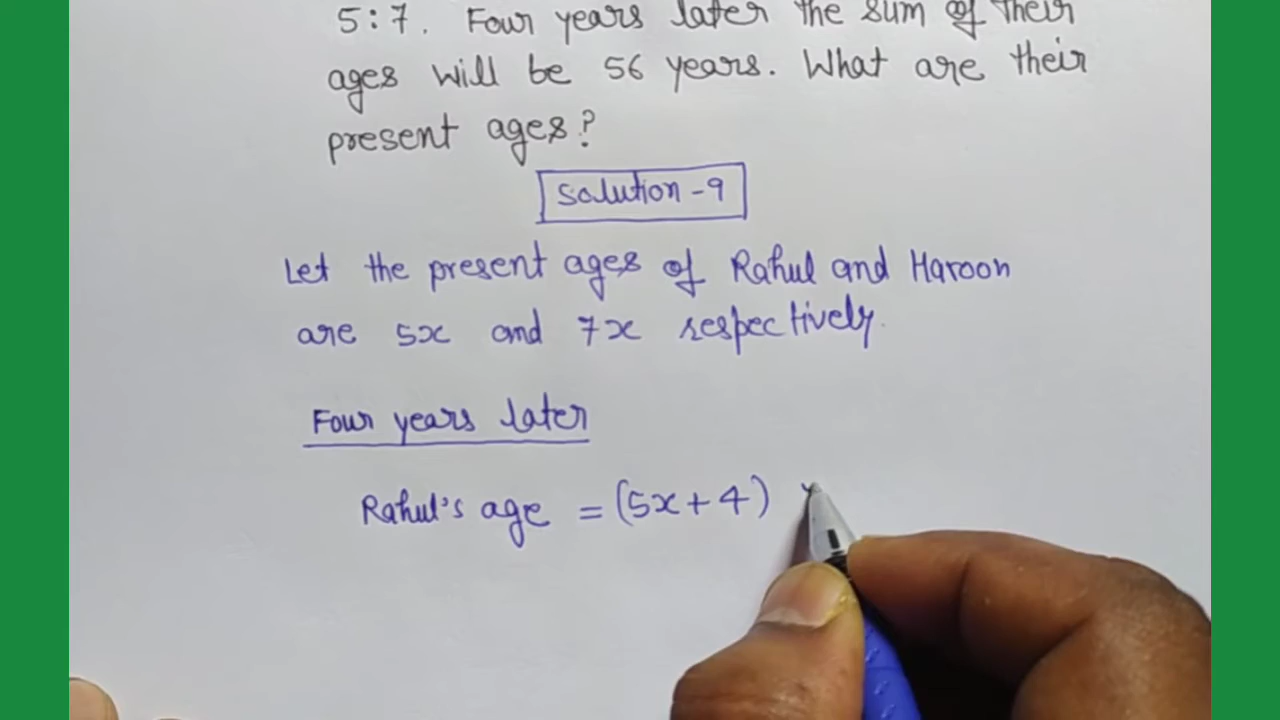 5:7. Four years later the sum of their
ages will be 56 years. What are their
present ages?
Solution-9
Let the present ages of Rahul and Haroon
are 5x and 7x respectively.
Four years later
Rahul's age = (5x+4)